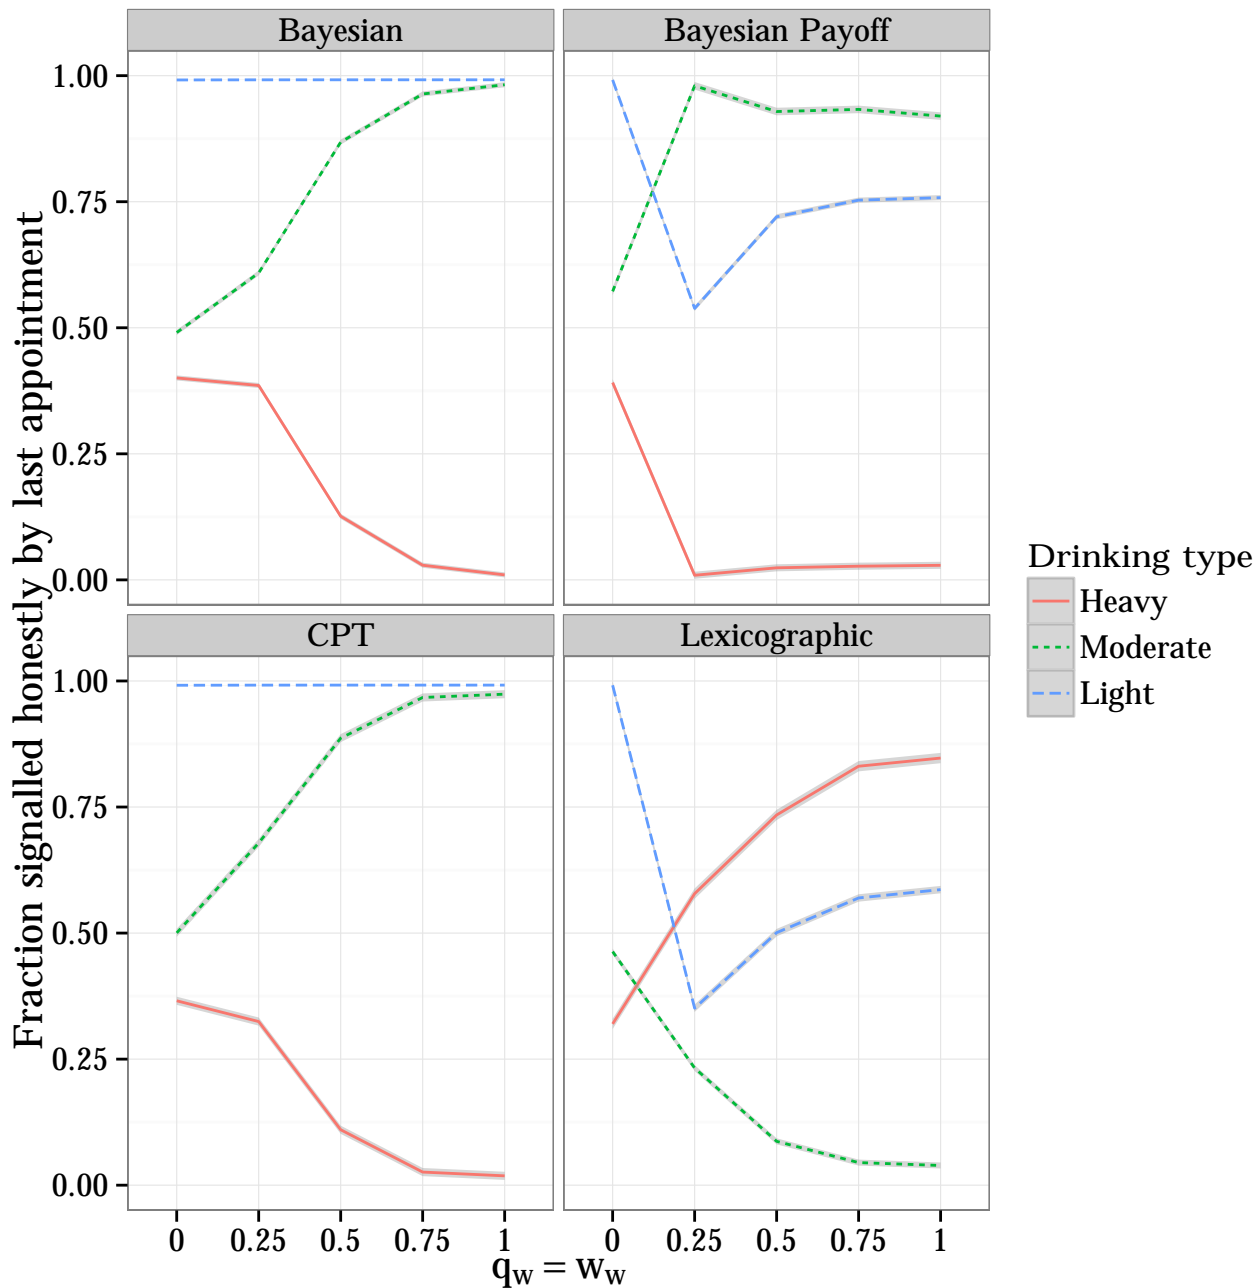 Bayesian
Bayesian Payoff
1.00
0.75
0.50
0.25
0.00
CPT
Lexicographic
1.00
0.75
0.50
0.25
0.00
0 0.25 0.5 0.75 1
0 0.25 0.5 0.75 1
q_w = w_w
Fraction signalled honestly by last appointment
Drinking type
Heavy
Moderate
Light